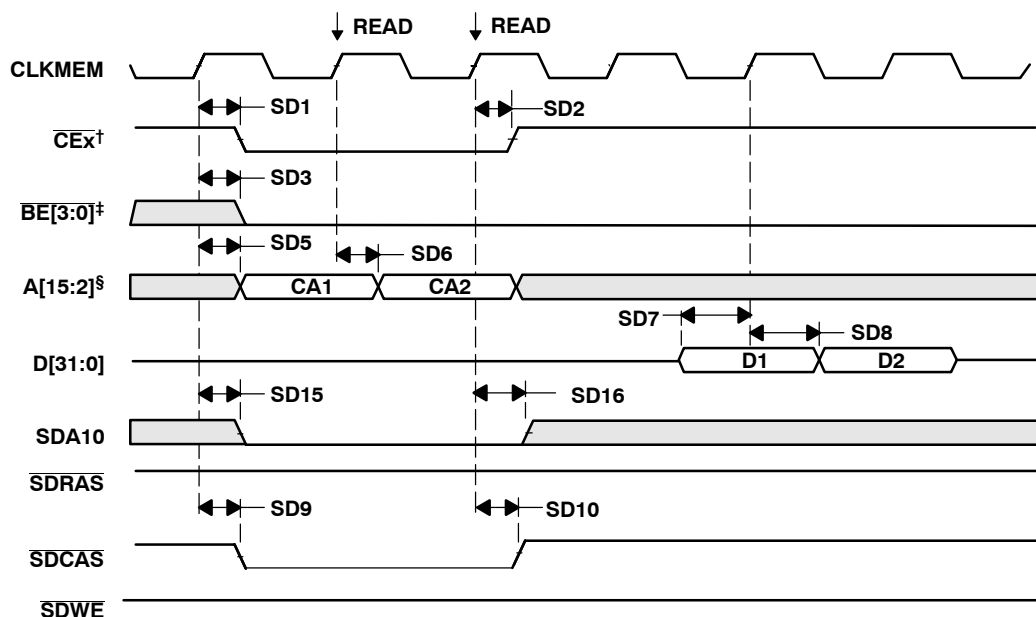 READ READ
CLKMEM
SD1 SD2
CEx†
SD3
BE[3:0]‡
SD5 SD6
A[15:2]§ CA1 CA2
SD7 SD8
D[31:0] D1 D2
SD15 SD16
SDA10
SDRAS
SD9 SD10
SDCAS
SDWE